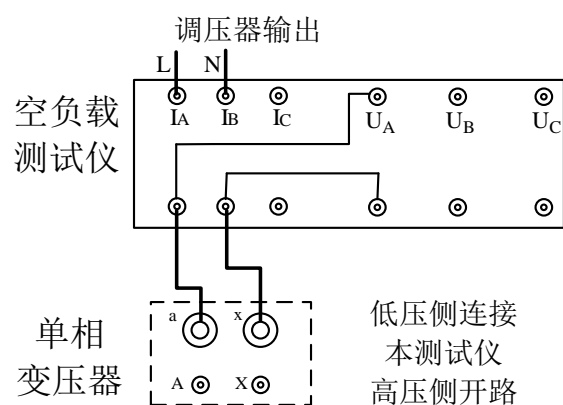 调压器输出
L N
空负载
测试仪
IA IB IC UA UB UC
单相
变压器
a x
A X
低压侧连接
本测试仪
高压侧开路